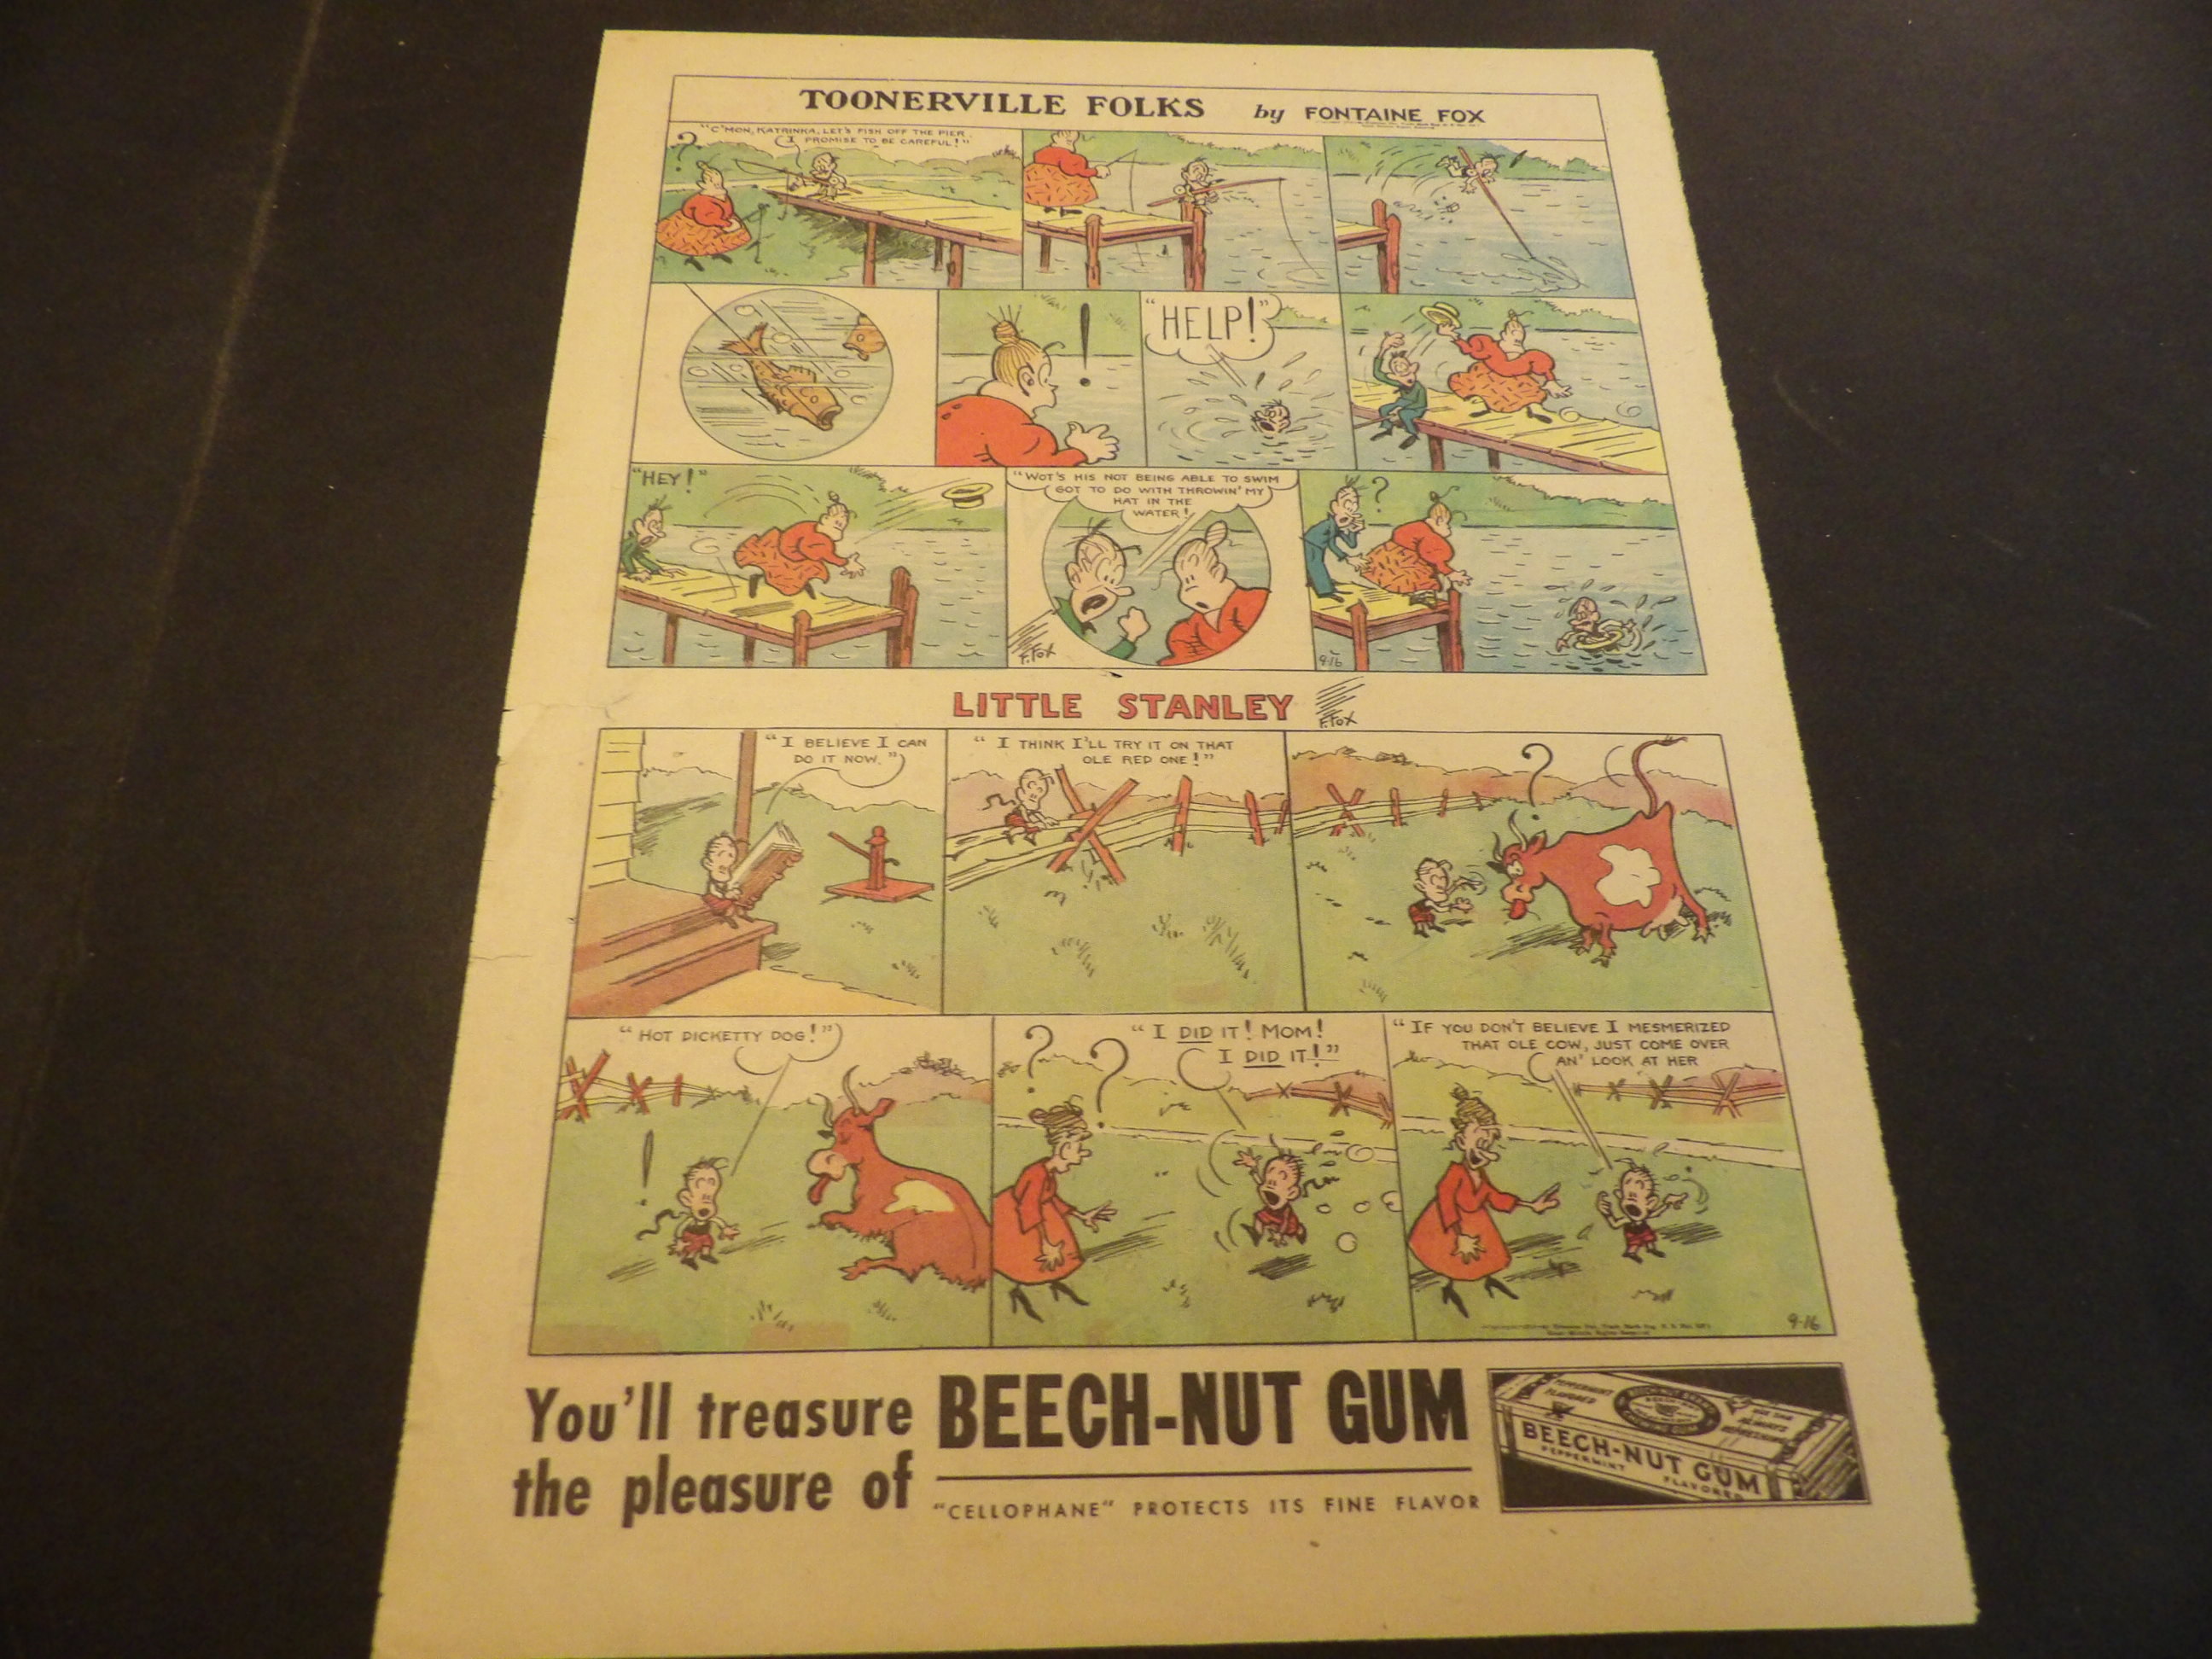 TOONERVILLE FOLKS by FONTAINE FOX
?
"C'MON, KATRINKA, LET'S FISH OFF THE PIER.
I PROMISE TO BE CAREFUL!"
!
"HELP!"
"HEY!"
"WOT'S HIS NOT BEING ABLE TO SWIM
GOT TO DO WITH THROWIN' MY
HAT IN THE
WATER!
F. FOX
?
9-16
LITTLE STANLEY
F. FOX
"I BELIEVE I CAN
DO IT NOW."
"I THINK I'LL TRY IT ON THAT
OLE RED ONE!"
?
"HOT DICKETTY DOG!"
!
? ?
"I DID IT! MOM!
I DID IT!"
"IF YOU DON'T BELIEVE I MESMERIZED
THAT OLE COW, JUST COME OVER
AN' LOOK AT HER
9-16
You'll treasure
the pleasure of
BEECH-NUT GUM
"CELLOPHANE" PROTECTS ITS FINE FLAVOR
PEPPERMINT
FLAVORED
BEECH-NUT GUM
PEPPERMINT FLAVORED